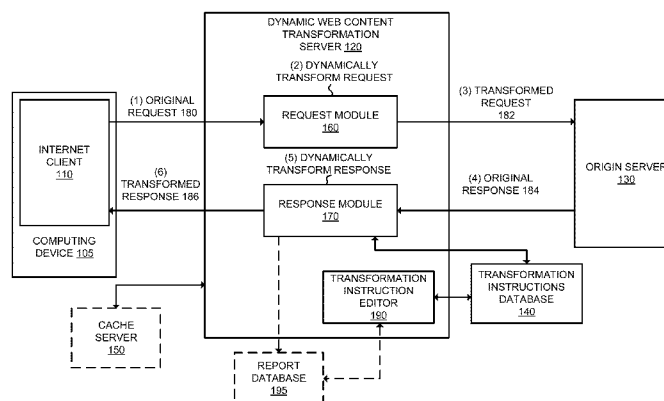 DYNAMIC WEB CONTENT
TRANSFORMATION
SERVER 120
(2) DYNAMICALLY
TRANSFORM REQUEST
(1) ORIGINAL
REQUEST 180
(3) TRANSFORMED
REQUEST
182
REQUEST MODULE
160
INTERNET
CLIENT
110
(5) DYNAMICALLY
TRANSFORM RESPONSE
(6)
TRANSFORMED
RESPONSE 186
(4) ORIGINAL
RESPONSE 184
ORIGIN SERVER
130
RESPONSE MODULE
170
COMPUTING
DEVICE 105
TRANSFORMATION
INSTRUCTION
EDITOR
190
TRANSFORMATION
INSTRUCTIONS
DATABASE
140
CACHE
SERVER
150
REPORT
DATABASE
195